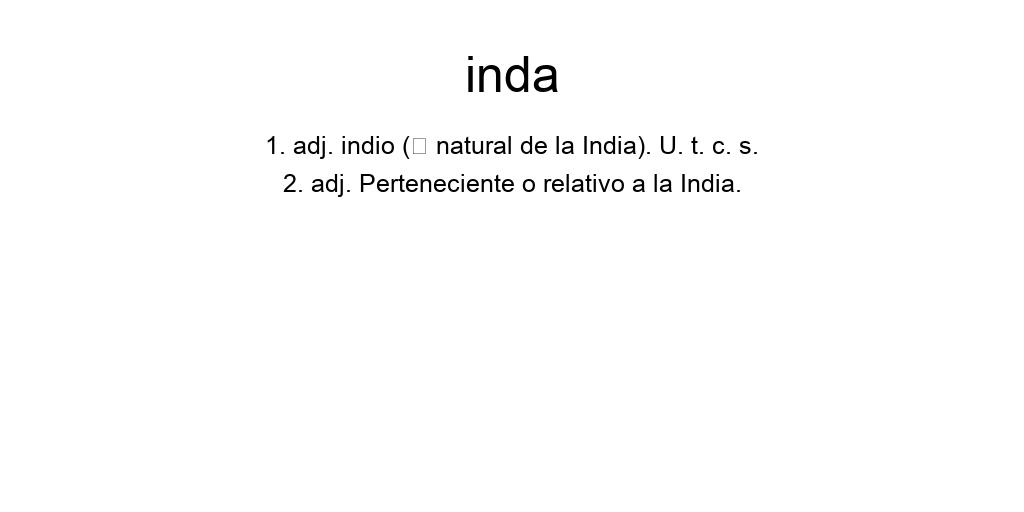 inda
1. adj. indio (□ natural de la India). U. t. c. s.
2. adj. Perteneciente o relativo a la India.